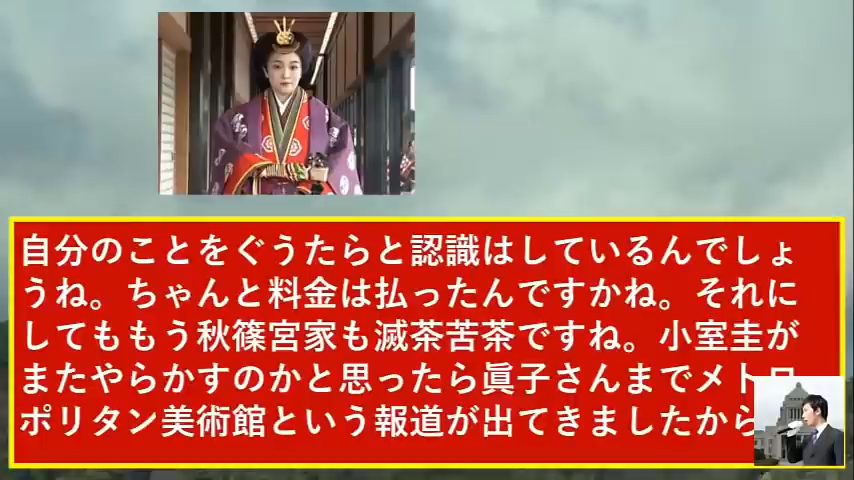 自分のことをぐうたらと認識はしているんでしょ
うね。ちゃんと料金は払ったんですかね。それに
してももう秋篠宮家も滅茶苦茶ですね。小室圭が
またやらかすのかと思ったら眞子さんまでメトロ
ポリタン美術館という報道が出てきましたから